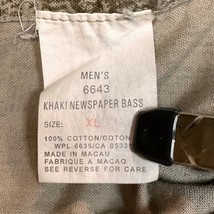 MEN'S
6643
KHAKI NEWSPAPER BASS
SIZE: XL
100% COTTON/COTON
WPL 6635/CA 05339
MADE IN MACAU
FABRIQUE A MACAO
SEE REVERSE FOR CARE